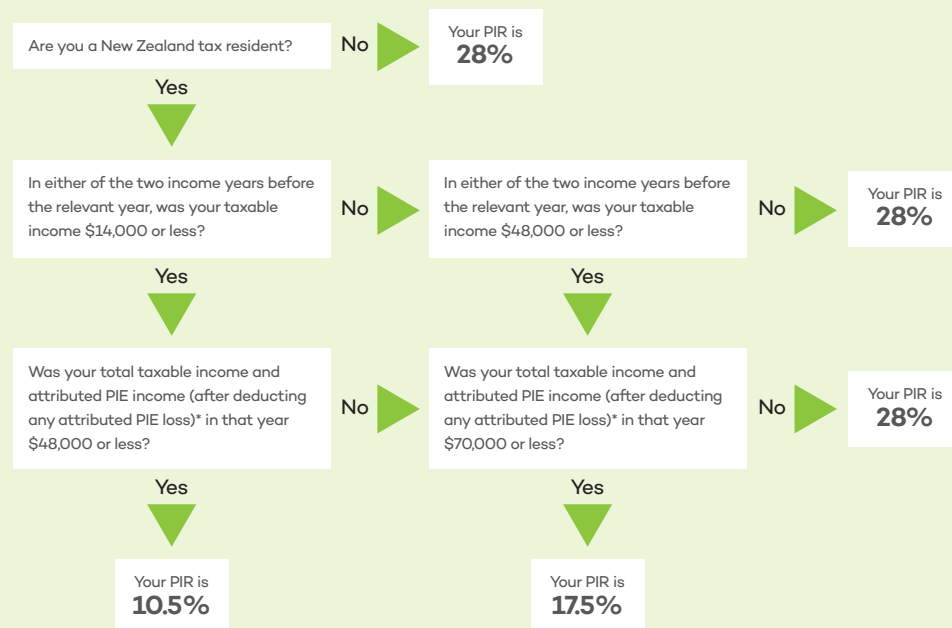 Are you a New Zealand tax resident?
No
Your PIR is
28%
Yes
In either of the two income years before
the relevant year, was your taxable
income $14,000 or less?
No
In either of the two income years before
the relevant year, was your taxable
income $48,000 or less?
No
Your PIR is
28%
Yes
Yes
Was your total taxable income and
attributed PIE income (after deducting
any attributed PIE loss)* in that year
$48,000 or less?
No
Was your total taxable income and
attributed PIE income (after deducting
any attributed PIE loss)* in that year
$70,000 or less?
No
Your PIR is
28%
Yes
Yes
Your PIR is
10.5%
Your PIR is
17.5%